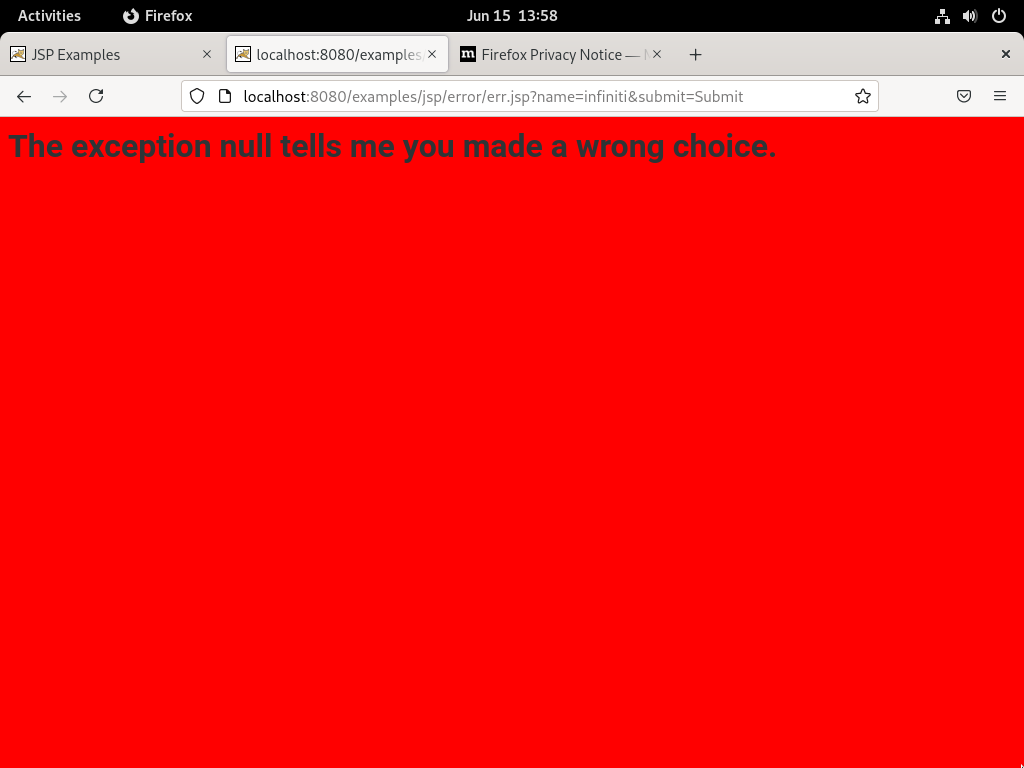 Activities Firefox Jun 15 13:58
JSP Examples localhost:8080/examples Firefox Privacy Notice —
localhost:8080/examples/jsp/error/err.jsp?name=infiniti&submit=Submit
The exception null tells me you made a wrong choice.